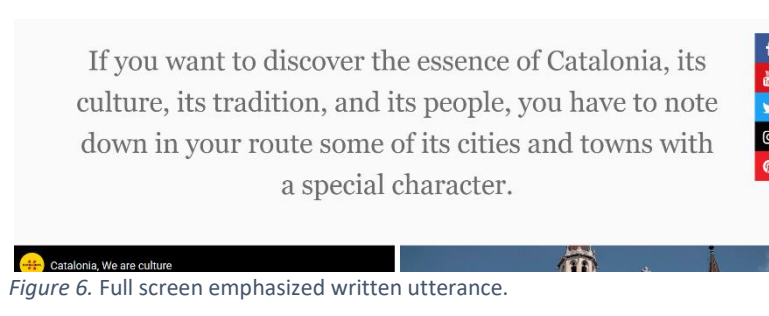 If you want to discover the essence of Catalonia, its
culture, its tradition, and its people, you have to note
down in your route some of its cities and towns with
a special character.
Catalonia, We are culture
Figure 6. Full screen emphasized written utterance.